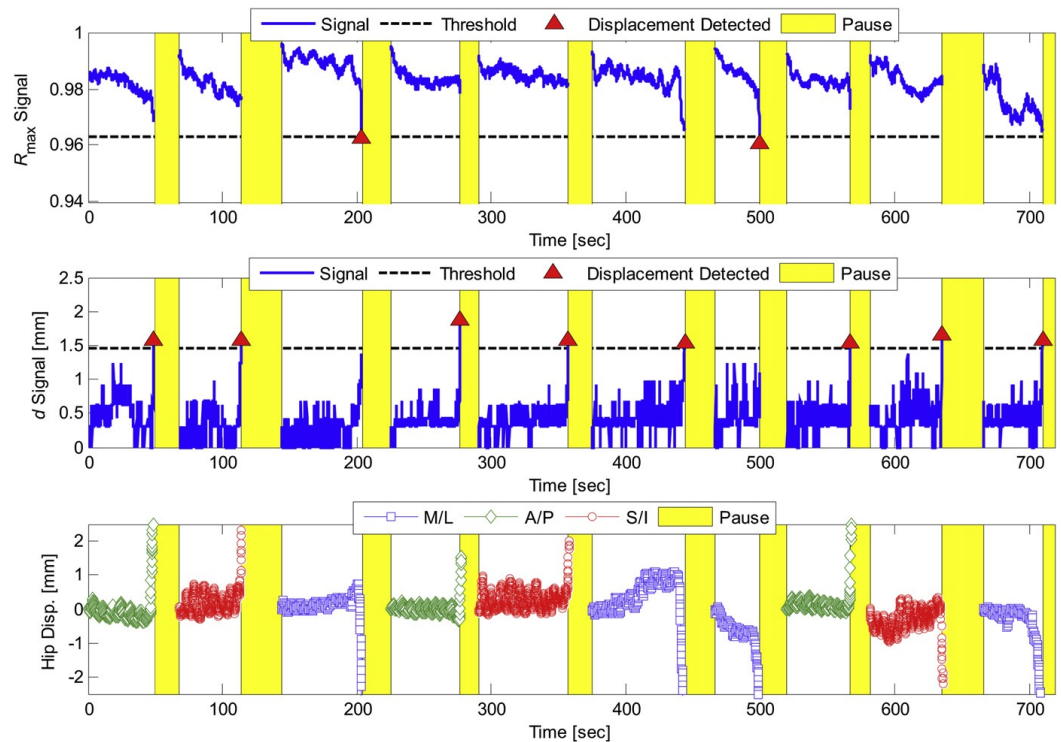 Signal Threshold Displacement Detected Pause
1
0.98
0.96
0.94
Rmax Signal
0 100 200 300 400 500 600 700
Time [sec]
Signal Threshold Displacement Detected Pause
2.5
2
1.5
1
0.5
0
d Signal [mm]
0 100 200 300 400 500 600 700
Time [sec]
M/L A/P S/I Pause
2
1
0
-1
-2
Hip Disp. [mm]
0 100 200 300 400 500 600 700
Time [sec]